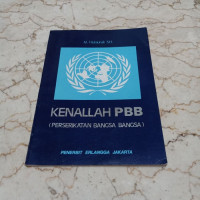 KENALLAH PBB
(PERSERIKATAN BANGSA BANGSA)
PENERBIT ERLANGGA JAKARTA